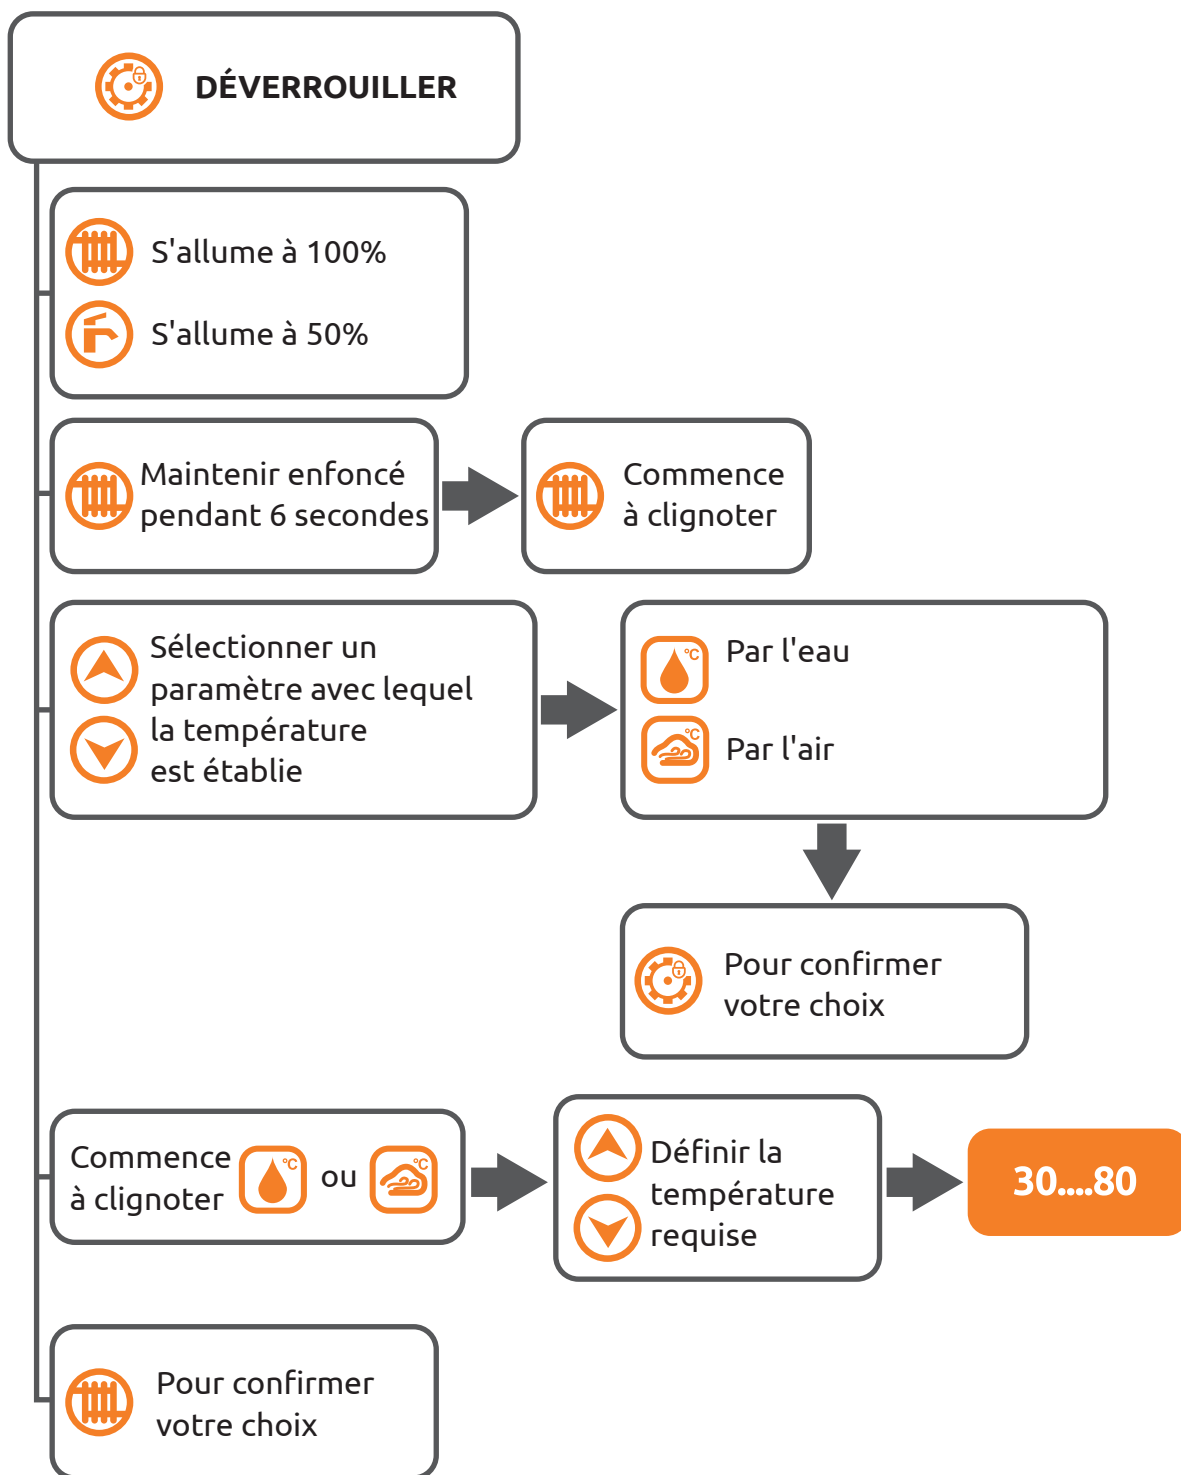 DÉVERROUILLER
S'allume à 100%
S'allume à 50%
Maintenir enfoncé
pendant 6 secondes
Commence
à clignoter
Sélectionner un
paramètre avec lequel
la température
est établie
°C
Par l'eau
°C
Par l'air
Pour confirmer
votre choix
Commence
à clignoter
°C
ou
°C
Définir la
température
requise
30....80
Pour confirmer
votre choix